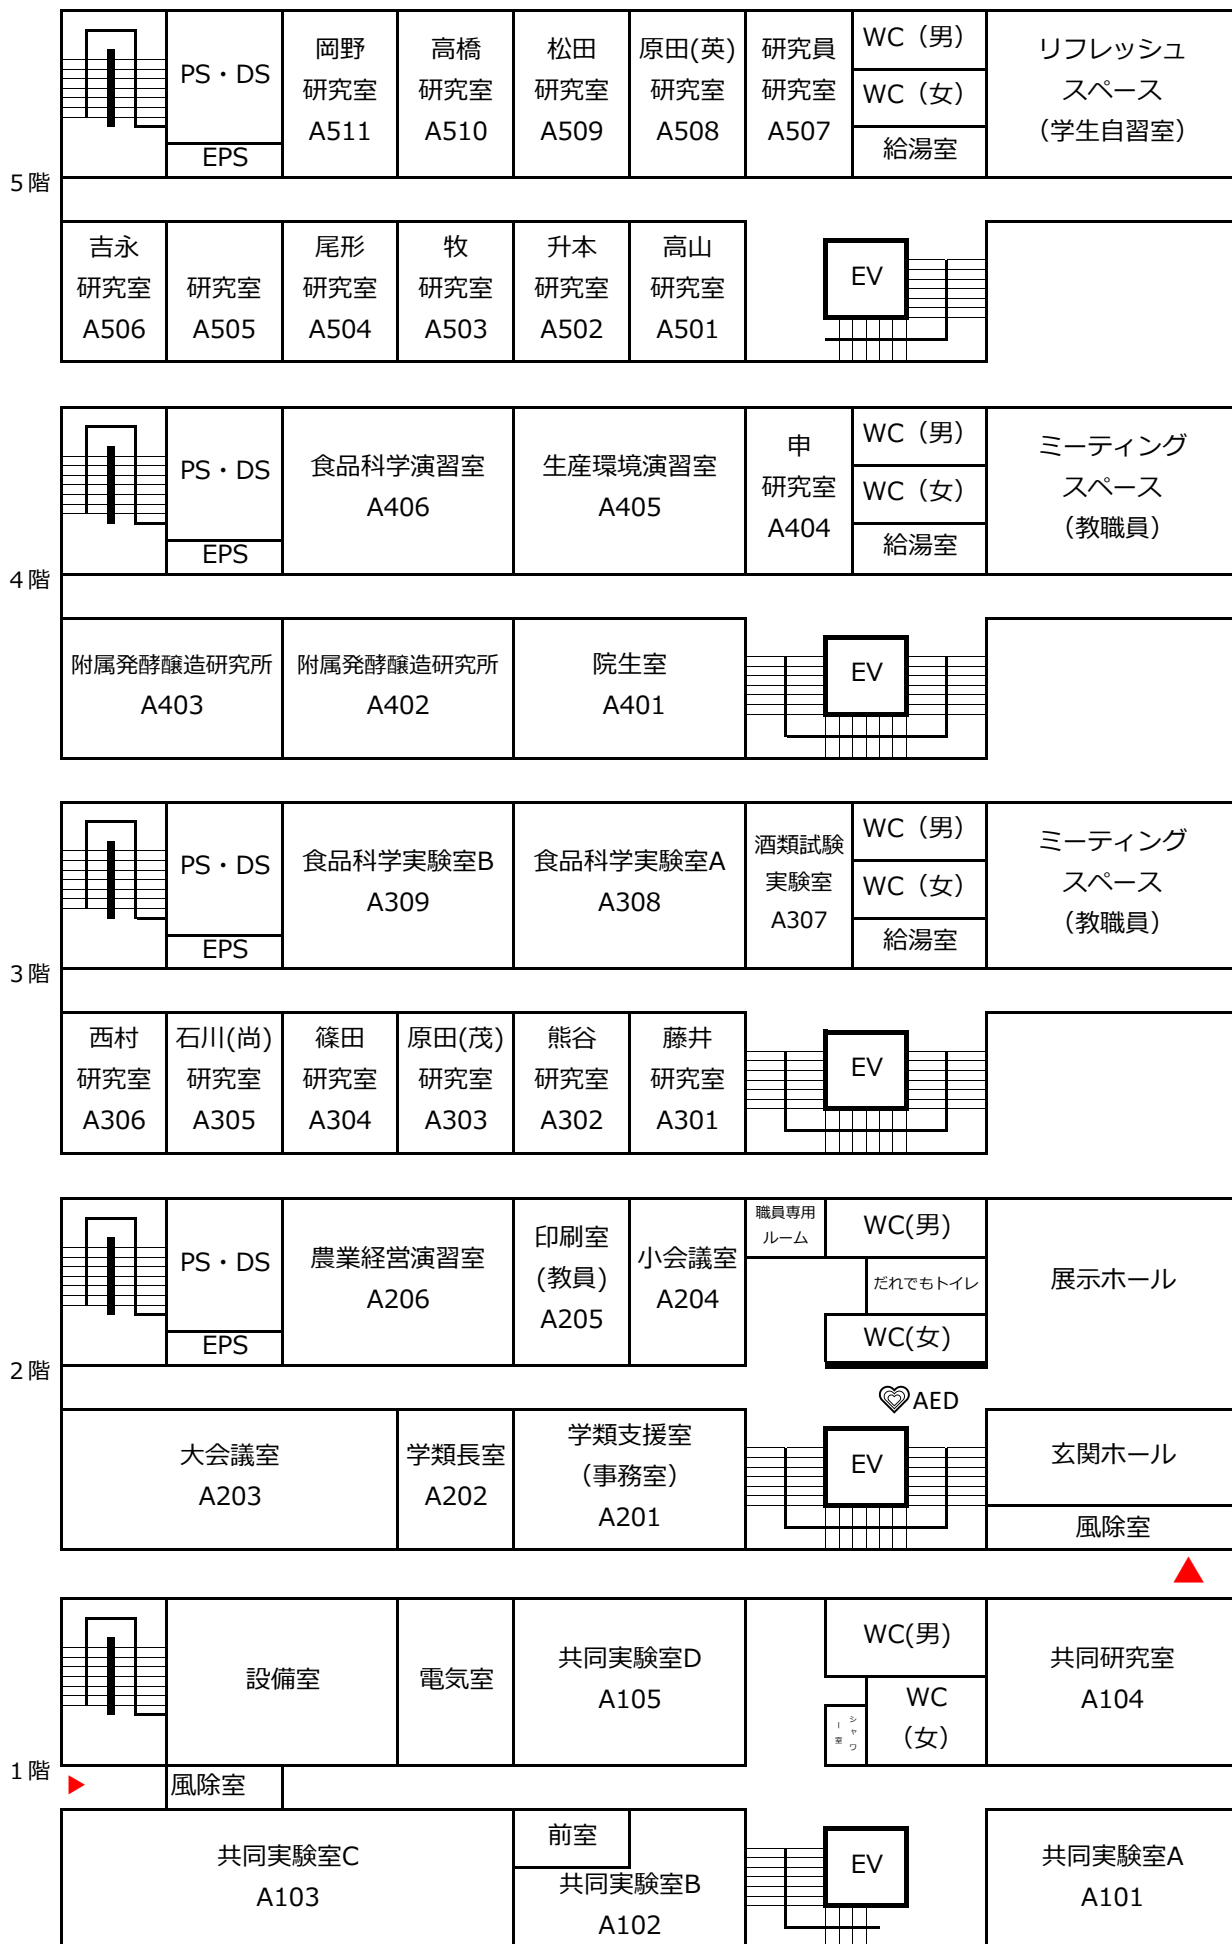 5階
PS・DS
EPS
岡野
研究室
A511
高橋
研究室
A510
松田
研究室
A509
原田(英)
研究室
A508
研究員
研究室
A507
WC（男）
WC（女）
給湯室
リフレッシュ
スペース
（学生自習室）
吉永
研究室
A506
研究室
A505
尾形
研究室
A504
牧
研究室
A503
升本
研究室
A502
高山
研究室
A501
EV
4階
PS・DS
EPS
食品科学演習室
A406
生産環境演習室
A405
申
研究室
A404
WC（男）
WC（女）
給湯室
ミーティング
スペース
（教職員）
附属発酵醸造研究所
A403
附属発酵醸造研究所
A402
院生室
A401
EV
3階
PS・DS
EPS
食品科学実験室B
A309
食品科学実験室A
A308
酒類試験
実験室
A307
WC（男）
WC（女）
給湯室
ミーティング
スペース
（教職員）
西村
研究室
A306
石川(尚)
研究室
A305
篠田
研究室
A304
原田(茂)
研究室
A303
熊谷
研究室
A302
藤井
研究室
A301
EV
2階
PS・DS
EPS
農業経営演習室
A206
印刷室
(教員)
A205
小会議室
A204
職員専用
ルーム
WC(男)
だれでもトイレ
WC(女)
展示ホール
AED
大会議室
A203
学類長室
A202
学類支援室
（事務室）
A201
EV
玄関ホール
風除室
1階
設備室
電気室
共同実験室D
A105
WC(男)
WC
（女）
シャワ
ー室
共同研究室
A104
風除室
共同実験室C
A103
前室
共同実験室B
A102
EV
共同実験室A
A101